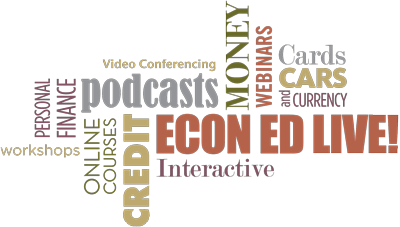 Video Conferencing
podcasts
MONEY
WEBINARS
Cards
CARS
and CURRENCY
PERSONAL
FINANCE
workshops
ONLINE
COURSES
CREDIT
ECON ED LIVE!
Interactive